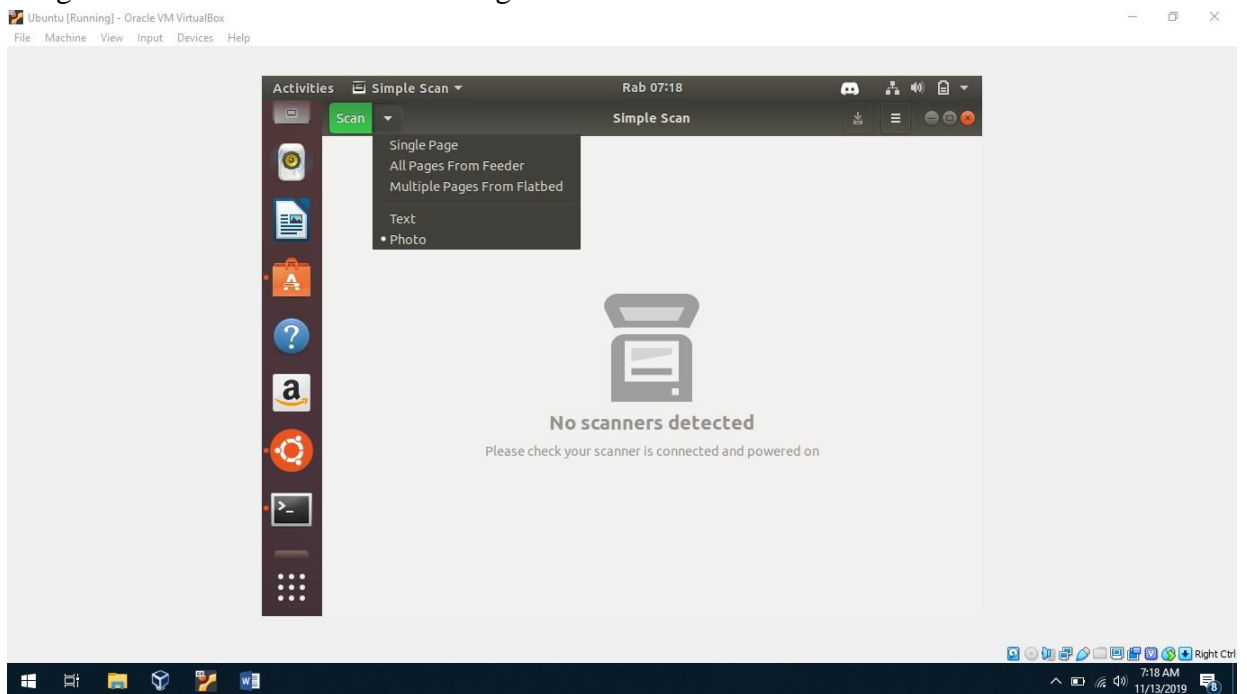 Ubuntu [Running] - Oracle VM VirtualBox
File Machine View Input Devices Help
Activities Simple Scan Rab 07:18
Scan Simple Scan
Single Page
All Pages From Feeder
Multiple Pages From Flatbed
Text
Photo
No scanners detected
Please check your scanner is connected and powered on
Right Ctrl
7:18 AM
11/13/2019
8